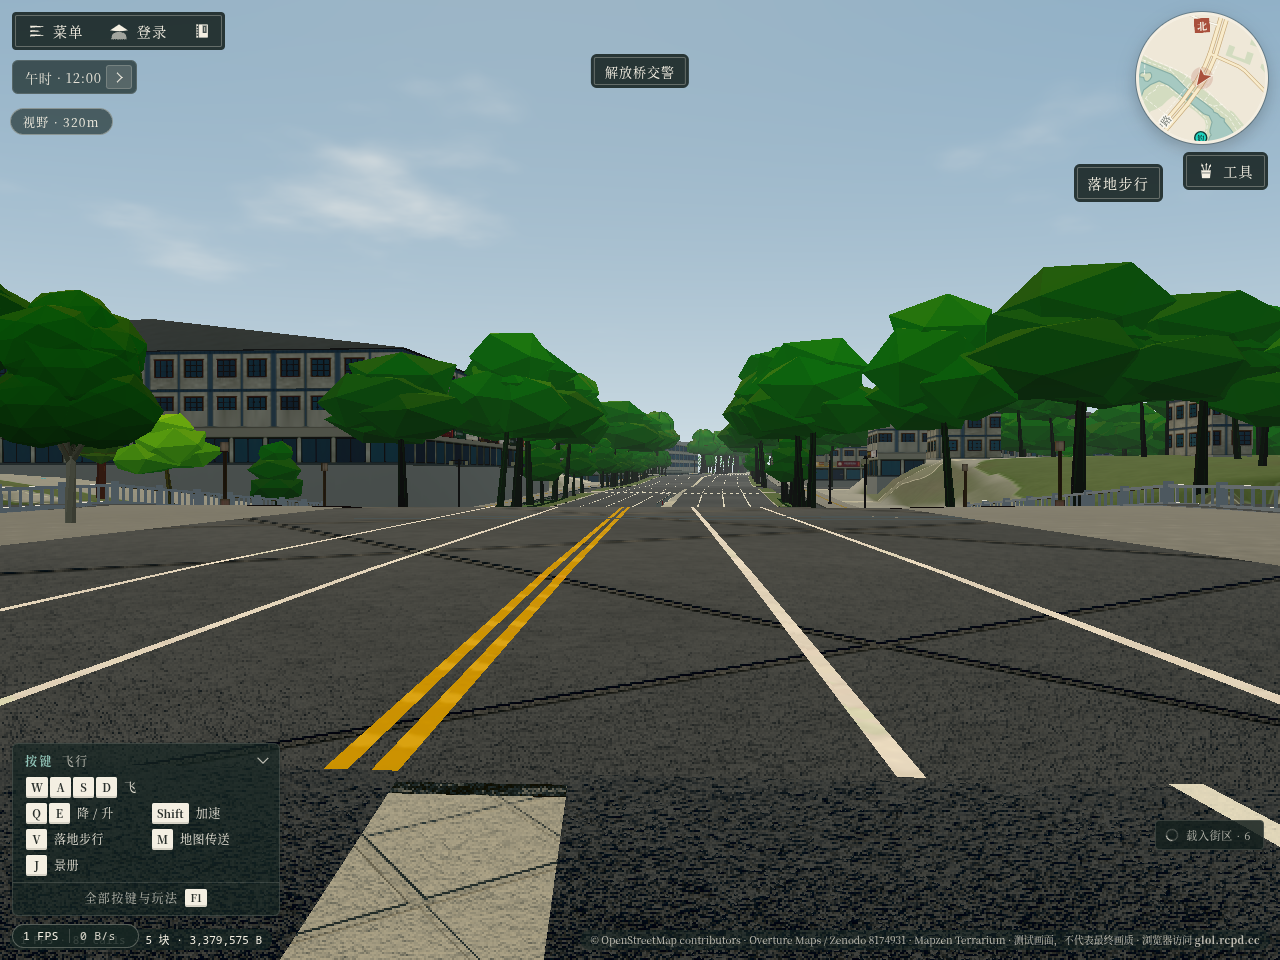 菜单 登录
午时 · 12:00
视野 · 320m
解放桥交警
北
路
落地步行
工具
按键 飞行
W A S D 飞
Q E 降 / 升 Shift 加速
V 落地步行 M 地图传送
J 景册
全部按键与玩法 F1
载入街区 · 6
1 FPS 0 B/s 5 块 · 3,379,575 B
© OpenStreetMap contributors · Overture Maps / Zenodo 8174931 · Mapzen Terrarium · 测试画面，不代表最终画质 · 浏览器访问 glol.rcpd.cc